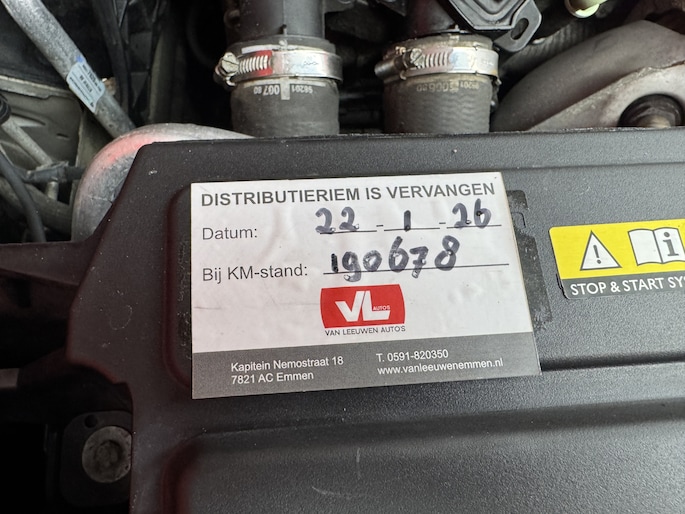 DISTRIBUTIERIEM IS VERVANGEN
Datum: 22 - 1 - 26
Bij KM-stand: 190678
VL AUTO'S
VAN LEEUWEN AUTO'S
Kapitein Nemostraat 18
7821 AC Emmen
T. 0591-820350
www.vanleeuwenemmen.nl
STOP & START SY